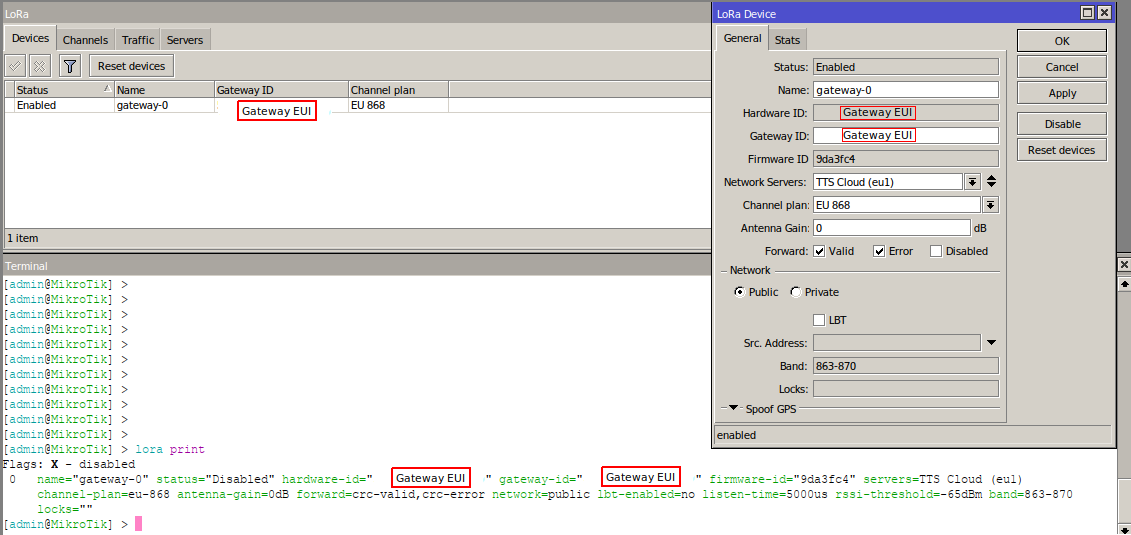 LoRa
Devices Channels Traffic Servers
Reset devices
Status Name Gateway ID Channel plan
Enabled gateway-0 Gateway EUI EU 868
1 item
LoRa Device
General Stats
Status: Enabled
Name: gateway-0
Hardware ID: Gateway EUI
Gateway ID: Gateway EUI
Firmware ID 9da3fc4
Network Servers: TTS Cloud (eu1)
Channel plan: EU 868
Antenna Gain: 0 dB
Forward: Valid Error Disabled
Network
Public Private
LBT
Src. Address:
Band: 863-870
Locks:
Spoof GPS
enabled
OK
Cancel
Apply
Disable
Reset devices
Terminal
[admin@MikroTik] >
[admin@MikroTik] >
[admin@MikroTik] >
[admin@MikroTik] >
[admin@MikroTik] >
[admin@MikroTik] >
[admin@MikroTik] >
[admin@MikroTik] >
[admin@MikroTik] >
[admin@MikroTik] >
[admin@MikroTik] >
[admin@MikroTik] > lora print
Flags: X - disabled
0 name="gateway-0" status="Disabled" hardware-id=" Gateway EUI " gateway-id=" Gateway EUI " firmware-id="9da3fc4" servers=TTS Cloud (eu1)
channel-plan=eu-868 antenna-gain=0dB forward=crc-valid,crc-error network=public lbt-enabled=no listen-time=5000us rssi-threshold=-65dBm band=863-870
locks=""
[admin@MikroTik] >